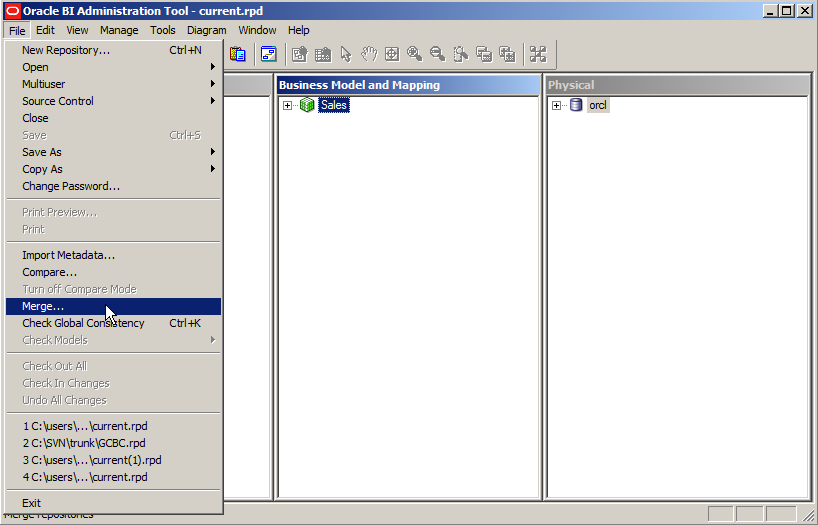 Oracle BI Administration Tool - current.rpd
File Edit View Manage Tools Diagram Window Help
New Repository... Ctrl+N
Open
Multiuser
Source Control
Close
Save Ctrl+S
Save As
Copy As
Change Password...
Print Preview...
Print
Import Metadata...
Compare...
Turn off Compare Mode
Merge...
Check Global Consistency Ctrl+K
Check Models
Check Out All
Check In Changes
Undo All Changes
1 C:\users\...\current.rpd
2 C:\SVN\trunk\GCBC.rpd
3 C:\users\...\current(1).rpd
4 C:\users\...\current.rpd
Exit
Business Model and Mapping
Sales
Physical
orcl
Merge repositories